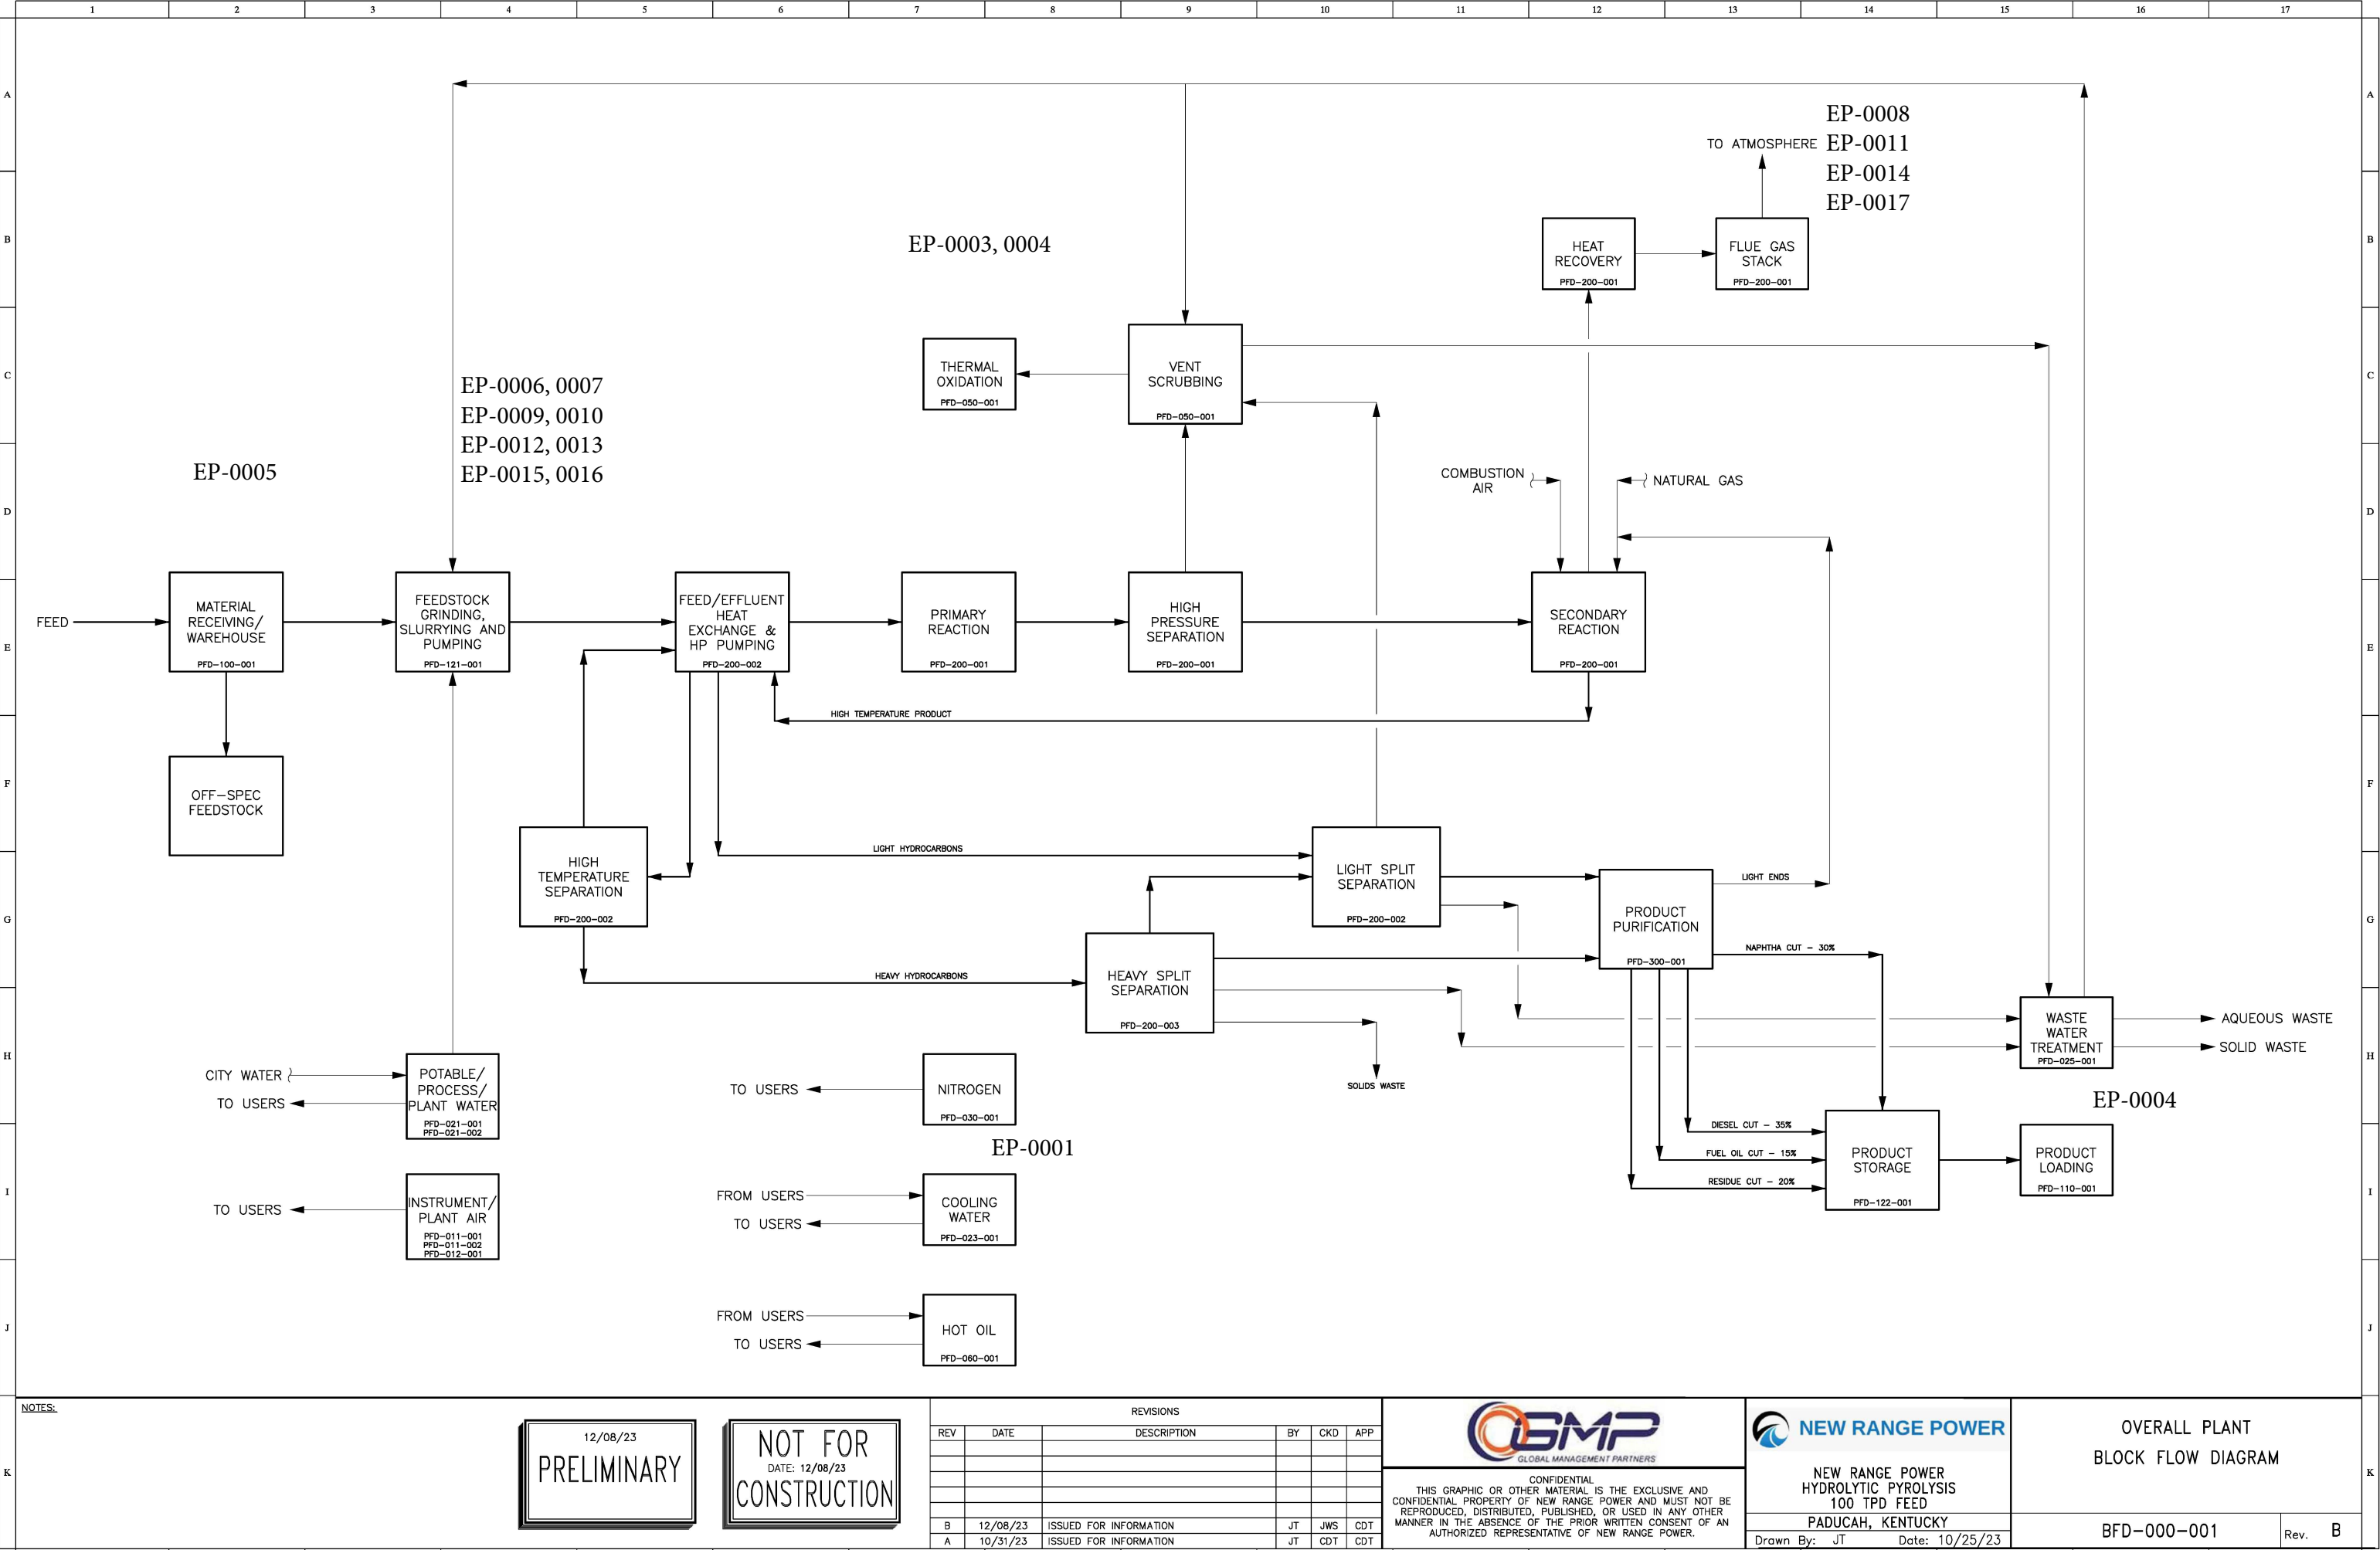 1 2 3 4 5 6 7 8 9 10 11 12 13 14 15 16 17
A
A
B
B
C
C
D
D
E
E
F
F
G
G
H
H
I
I
J
J
K
K
EP-0008
TO ATMOSPHERE EP-0011
EP-0014
EP-0017
EP-0003, 0004
HEAT
RECOVERY
PFD-200-001
FLUE GAS
STACK
PFD-200-001
THERMAL
OXIDATION
PFD-050-001
VENT
SCRUBBING
PFD-050-001
EP-0006, 0007
EP-0009, 0010
EP-0012, 0013
EP-0015, 0016
EP-0005
COMBUSTION
AIR
NATURAL GAS
FEED
MATERIAL
RECEIVING/
WAREHOUSE
PFD-100-001
FEEDSTOCK
GRINDING,
SLURRYING AND
PUMPING
PFD-121-001
FEED/EFFLUENT
HEAT
EXCHANGE &
HP PUMPING
PFD-200-002
PRIMARY
REACTION
PFD-200-001
HIGH
PRESSURE
SEPARATION
PFD-200-001
SECONDARY
REACTION
PFD-200-001
HIGH TEMPERATURE PRODUCT
OFF-SPEC
FEEDSTOCK
HIGH
TEMPERATURE
SEPARATION
PFD-200-002
LIGHT HYDROCARBONS
LIGHT SPLIT
SEPARATION
PFD-200-002
LIGHT ENDS
PRODUCT
PURIFICATION
PFD-300-001
NAPHTHA CUT - 30%
HEAVY HYDROCARBONS
HEAVY SPLIT
SEPARATION
PFD-200-003
SOLIDS WASTE
WASTE
WATER
TREATMENT
PFD-025-001
AQUEOUS WASTE
SOLID WASTE
CITY WATER
TO USERS
POTABLE/
PROCESS/
PLANT WATER
PFD-021-001
PFD-021-002
TO USERS
NITROGEN
PFD-030-001
EP-0004
EP-0001
DIESEL CUT - 35%
FUEL OIL CUT - 15%
RESIDUE CUT - 20%
PRODUCT
STORAGE
PFD-122-001
PRODUCT
LOADING
PFD-110-001
TO USERS
INSTRUMENT/
PLANT AIR
PFD-011-001
PFD-011-002
PFD-012-001
FROM USERS
TO USERS
COOLING
WATER
PFD-023-001
FROM USERS
TO USERS
HOT OIL
PFD-060-001
NOTES:
12/08/23
PRELIMINARY
NOT FOR
DATE: 12/08/23
CONSTRUCTION
REVISIONS
REV DATE DESCRIPTION BY CKD APP
B 12/08/23 ISSUED FOR INFORMATION JT JWS CDT
A 10/31/23 ISSUED FOR INFORMATION JT CDT CDT
GMP
GLOBAL MANAGEMENT PARTNERS
CONFIDENTIAL
THIS GRAPHIC OR OTHER MATERIAL IS THE EXCLUSIVE AND
CONFIDENTIAL PROPERTY OF NEW RANGE POWER AND MUST NOT BE
REPRODUCED, DISTRIBUTED, PUBLISHED, OR USED IN ANY OTHER
MANNER IN THE ABSENCE OF THE PRIOR WRITTEN CONSENT OF AN
AUTHORIZED REPRESENTATIVE OF NEW RANGE POWER.
NEW RANGE POWER
NEW RANGE POWER
HYDROLYTIC PYROLYSIS
100 TPD FEED
PADUCAH, KENTUCKY
Drawn By: JT Date: 10/25/23
OVERALL PLANT
BLOCK FLOW DIAGRAM
BFD-000-001
Rev. B